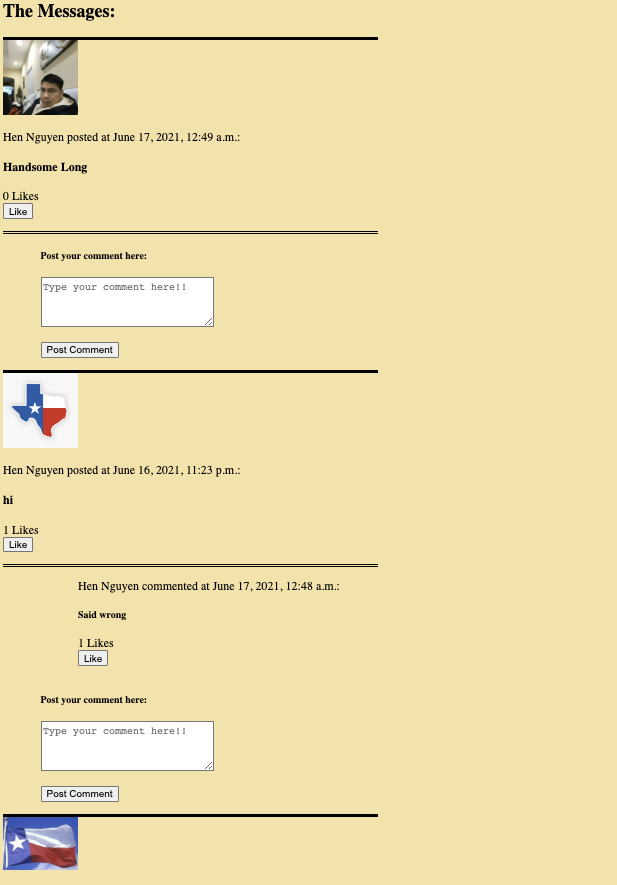 The Messages:
Hen Nguyen posted at June 17, 2021, 12:49 a.m.:
Handsome Long
0 Likes
Like
Post your comment here:
Type your comment here!!
Post Comment
Hen Nguyen posted at June 16, 2021, 11:23 p.m.:
hi
1 Likes
Like
Hen Nguyen commented at June 17, 2021, 12:48 a.m.:
Said wrong
1 Likes
Like
Post your comment here:
Type your comment here!!
Post Comment